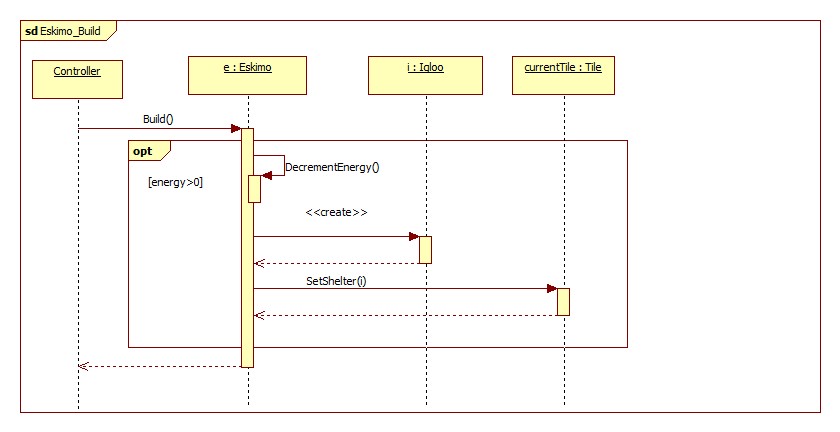 sd Eskimo_Build
Controller
e : Eskimo
i : Igloo
currentTile : Tile
Build()
opt
[energy>0]
DecrementEnergy()
<<create>>
SetShelter(i)